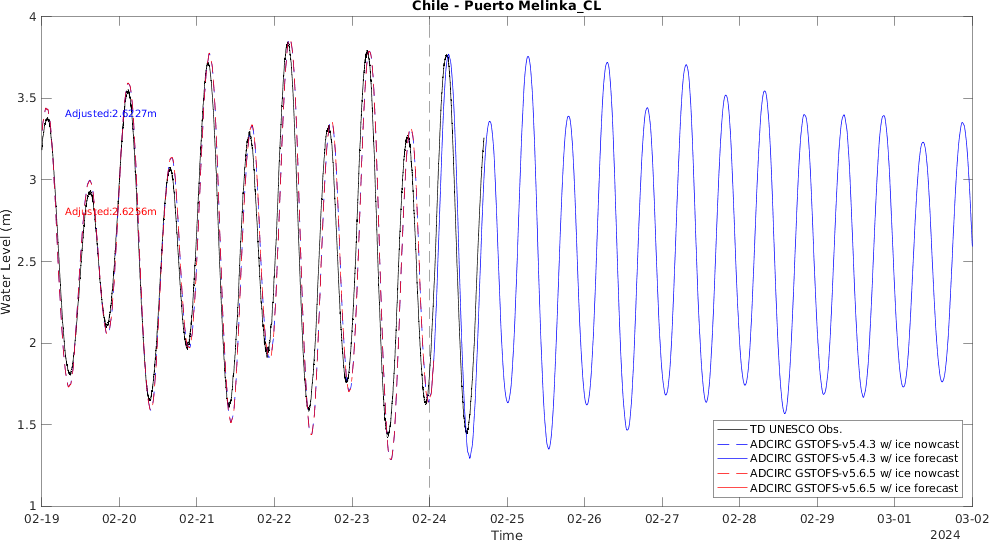 Chile - Puerto Melinka_CL
4
3.5
3
2.5
2
1.5
1
Water Level (m)
Adjusted:2.6227m
Adjusted:2.6256m
TD UNESCO Obs.
ADCIRC GSTOFS-v5.4.3 w/ ice nowcast
ADCIRC GSTOFS-v5.4.3 w/ ice forecast
ADCIRC GSTOFS-v5.6.5 w/ ice nowcast
ADCIRC GSTOFS-v5.6.5 w/ ice forecast
02-19 02-20 02-21 02-22 02-23 02-24 02-25 02-26 02-27 02-28 02-29 03-01 03-02
Time
2024